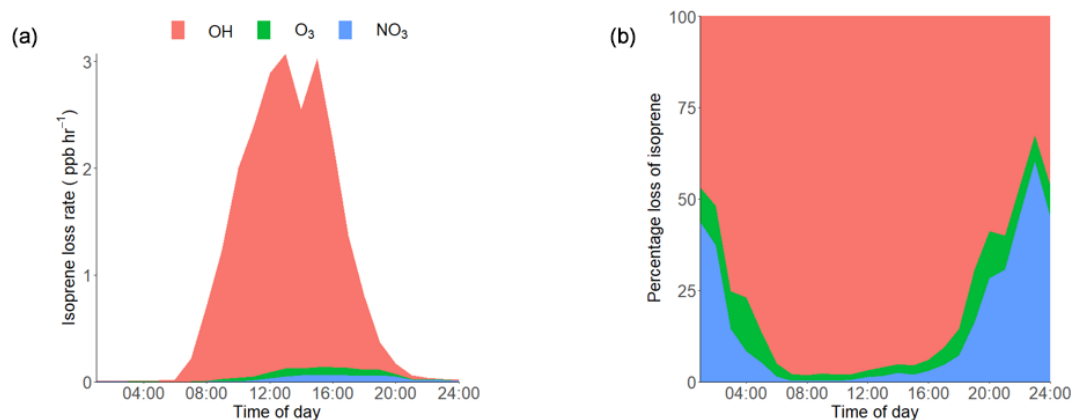 (a)
OH O₃ NO₃
Isoprene loss rate ( ppb hr⁻¹)
3
2
1
0
04:00 08:00 12:00 16:00 20:00 24:00
Time of day
(b)
Percentage loss of isoprene
100
75
50
25
0
04:00 08:00 12:00 16:00 20:00 24:00
Time of day